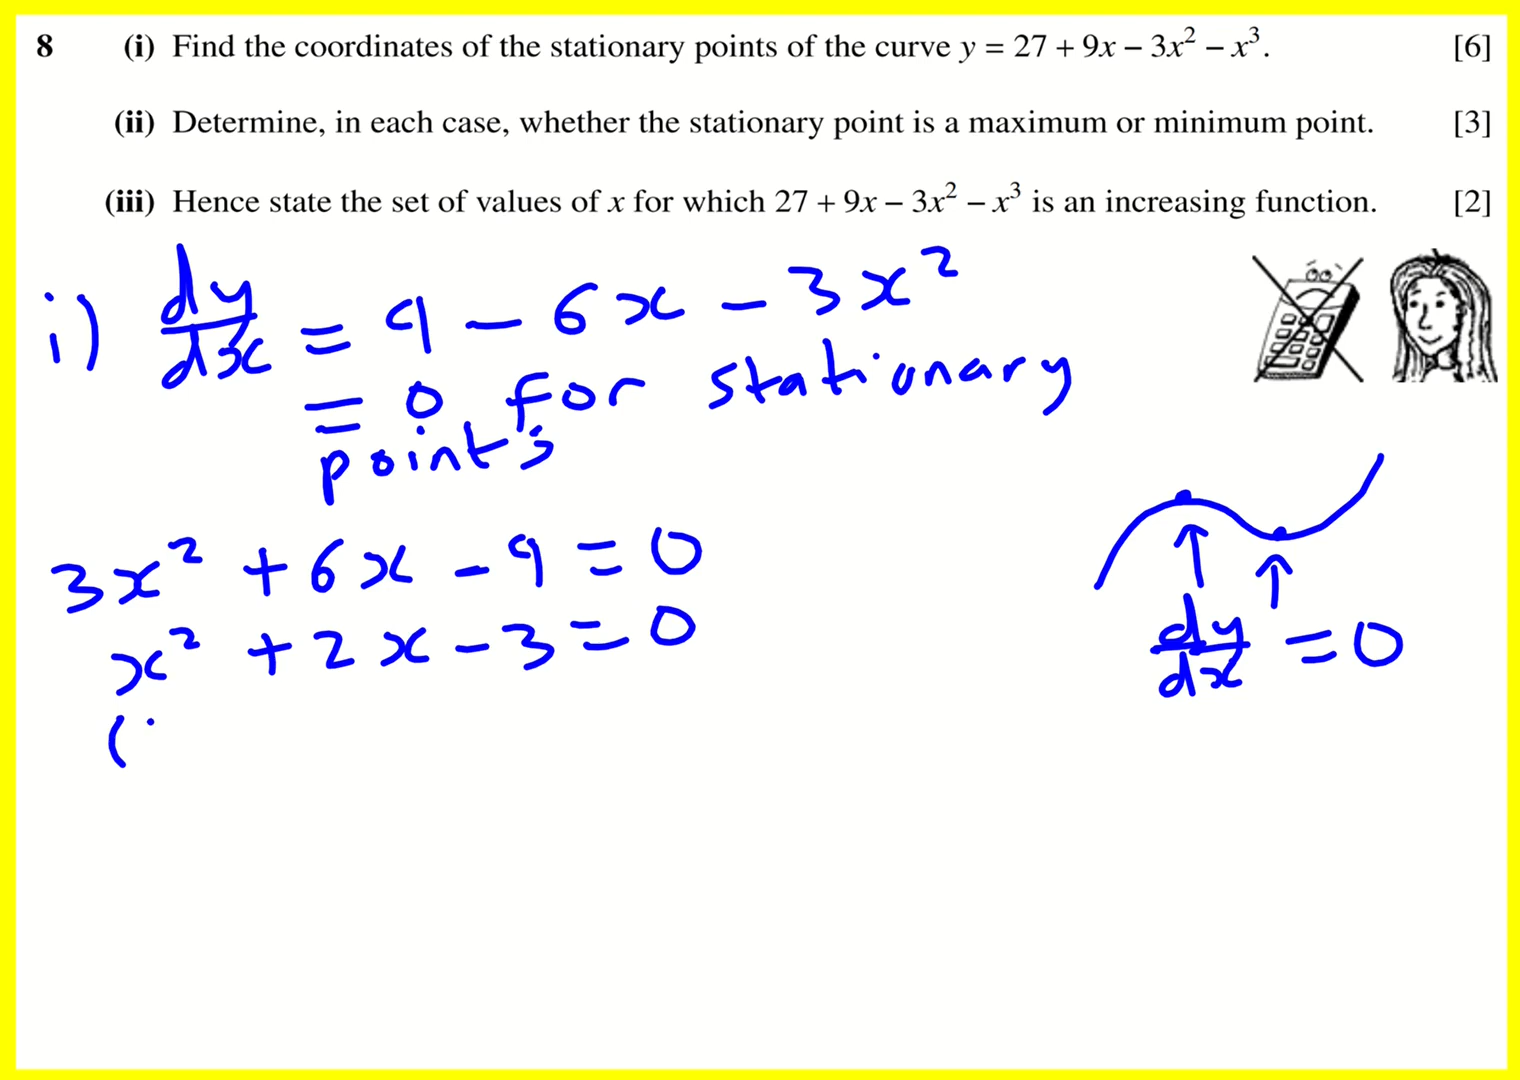 8 (i) Find the coordinates of the stationary points of the curve y = 27 + 9x − 3x² − x³. [6]
(ii) Determine, in each case, whether the stationary point is a maximum or minimum point. [3]
(iii) Hence state the set of values of x for which 27 + 9x − 3x² − x³ is an increasing function. [2]
i) dy/dx = 9 − 6x − 3x²
= 0 for stationary
points
3x² + 6x − 9 = 0
x² + 2x − 3 = 0
(
dy/dx = 0